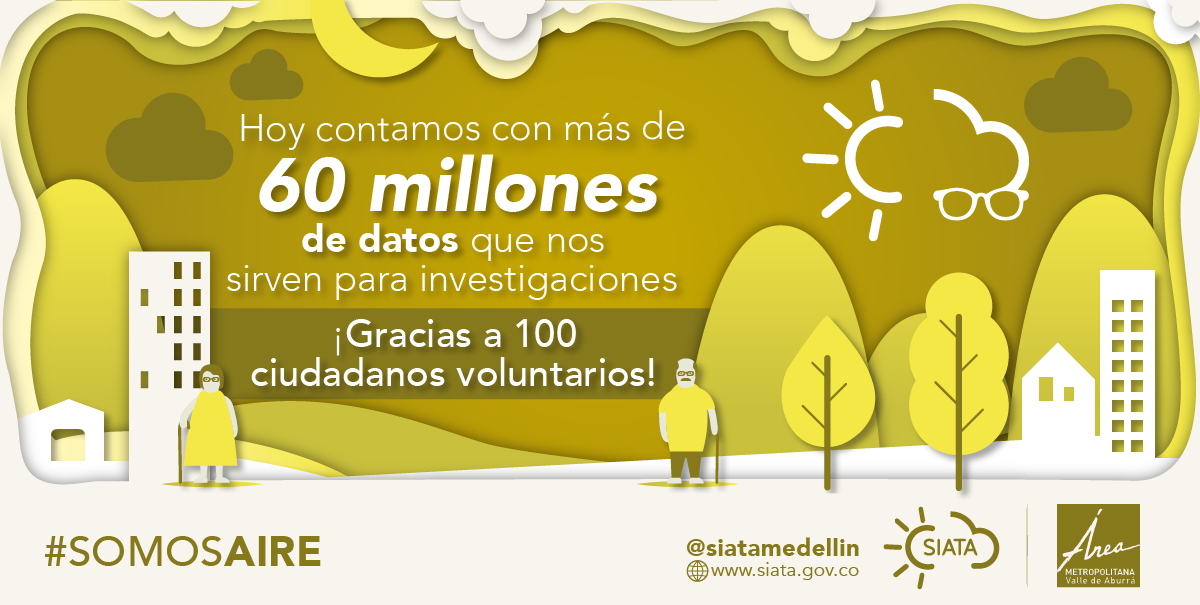 Hoy contamos con más de
60 millones
de datos que nos
sirven para investigaciones
¡Gracias a 100
ciudadanos voluntarios!
#SOMOSAIRE
@siatamedellin
www.siata.gov.co
SIATA
Área
METROPOLITANA
Valle de Aburrá